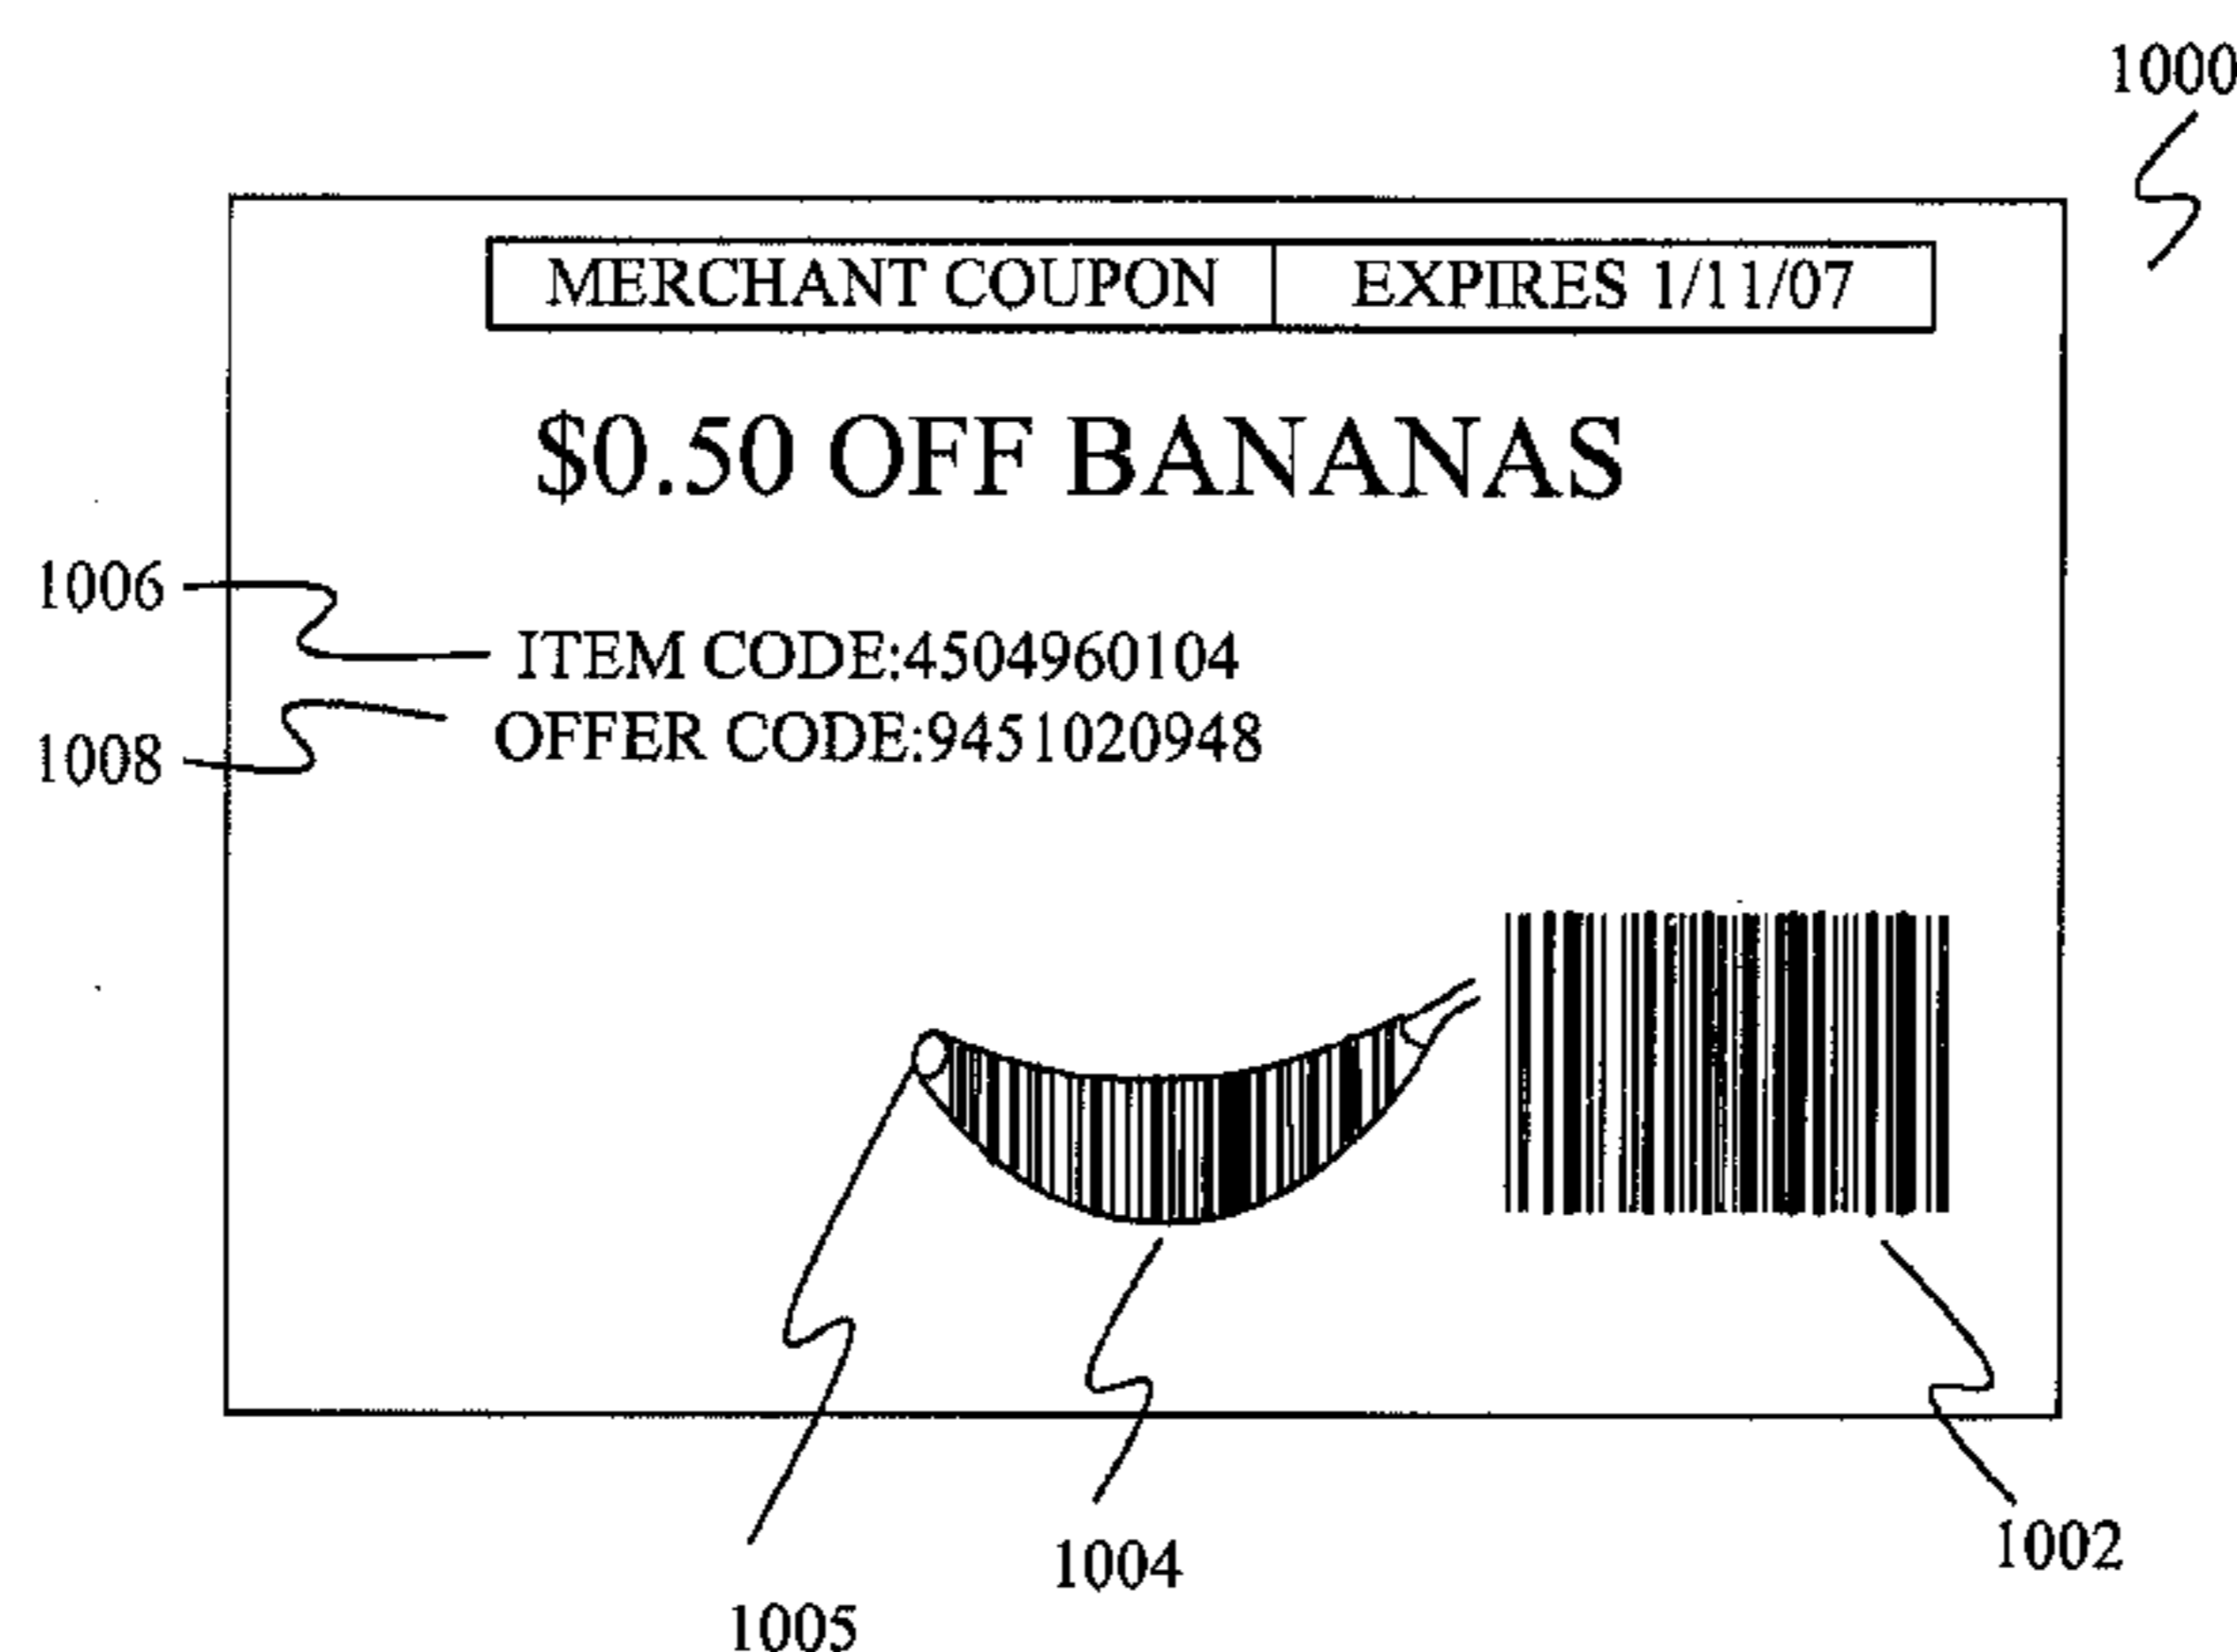 1000
MERCHANT COUPON EXPIRES 1/11/07
$0.50 OFF BANANAS
1006
ITEM CODE:4504960104
OFFER CODE:9451020948
1008
1002
1004
1005